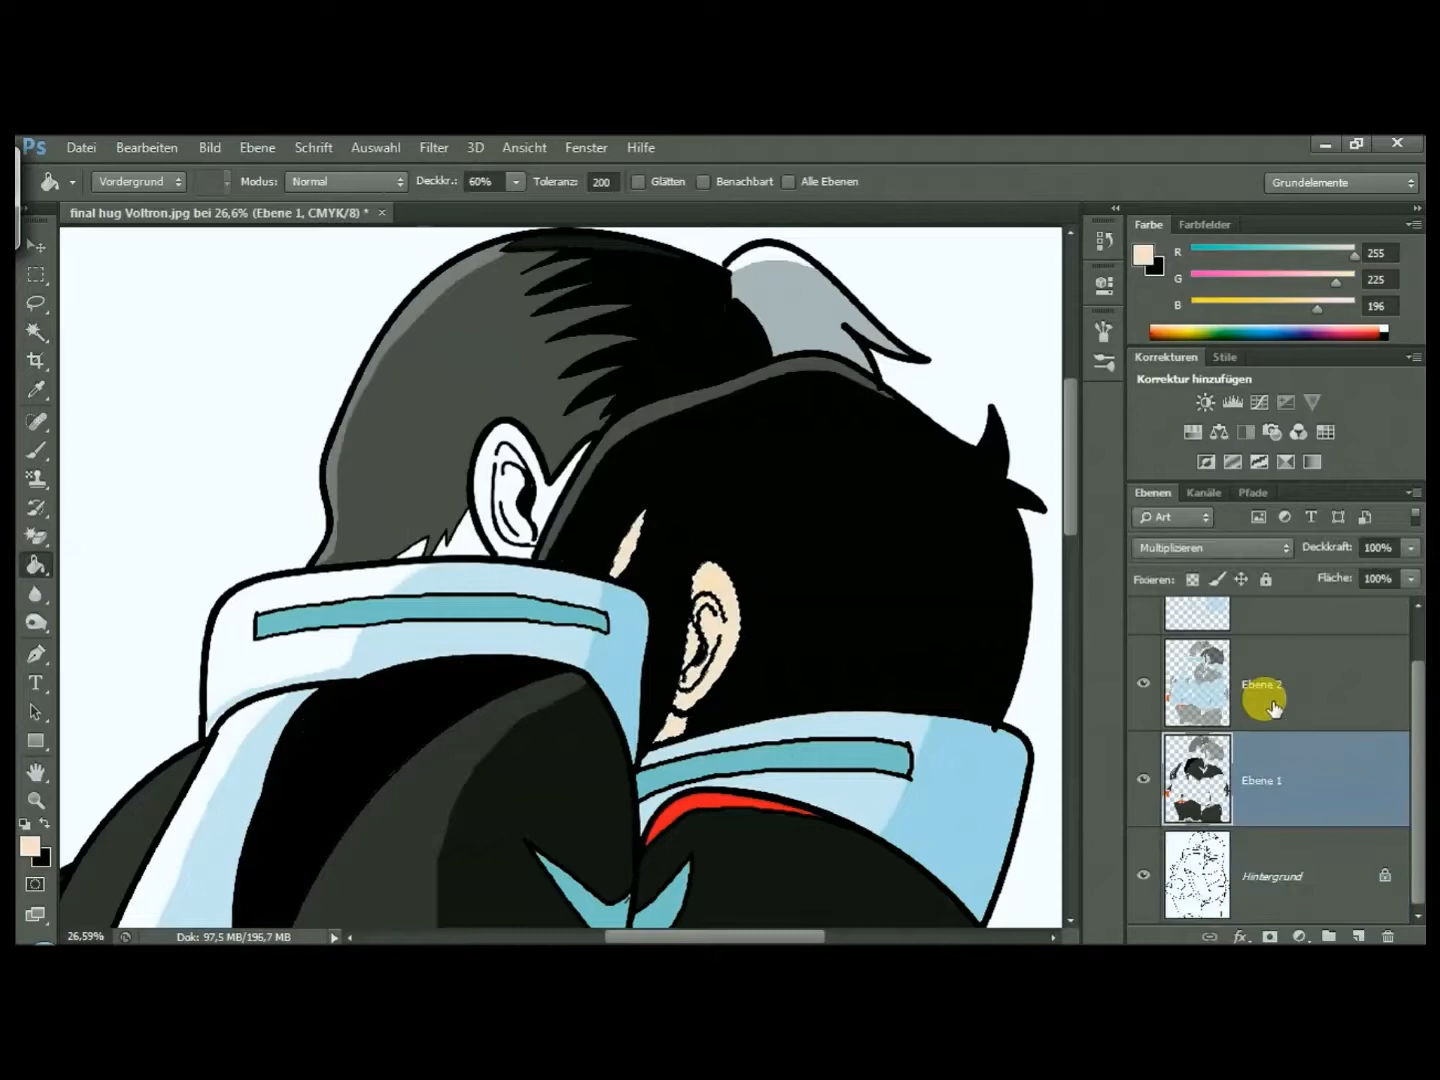 Ps Datei Bearbeiten Bild Ebene Schrift Auswahl Filter 3D Ansicht Fenster Hilfe
Vordergrund Modus: Normal Deckkr.: 60% Toleranz: 200 Glätten Benachbart Alle Ebenen Grundelemente
final hug Voltron.jpg bei 26,6% (Ebene 1, CMYK/8) * ×
Farbe Farbfelder
R 255
G 225
B 196
Korrekturen Stile
Korrektur hinzufügen
Ebenen Kanäle Pfade
Art
Multiplizieren Deckkraft: 100%
Fixieren: Fläche: 100%
Ebene 2
Ebene 1
Hintergrund
26,59% Dok: 97,5 MB/196,7 MB